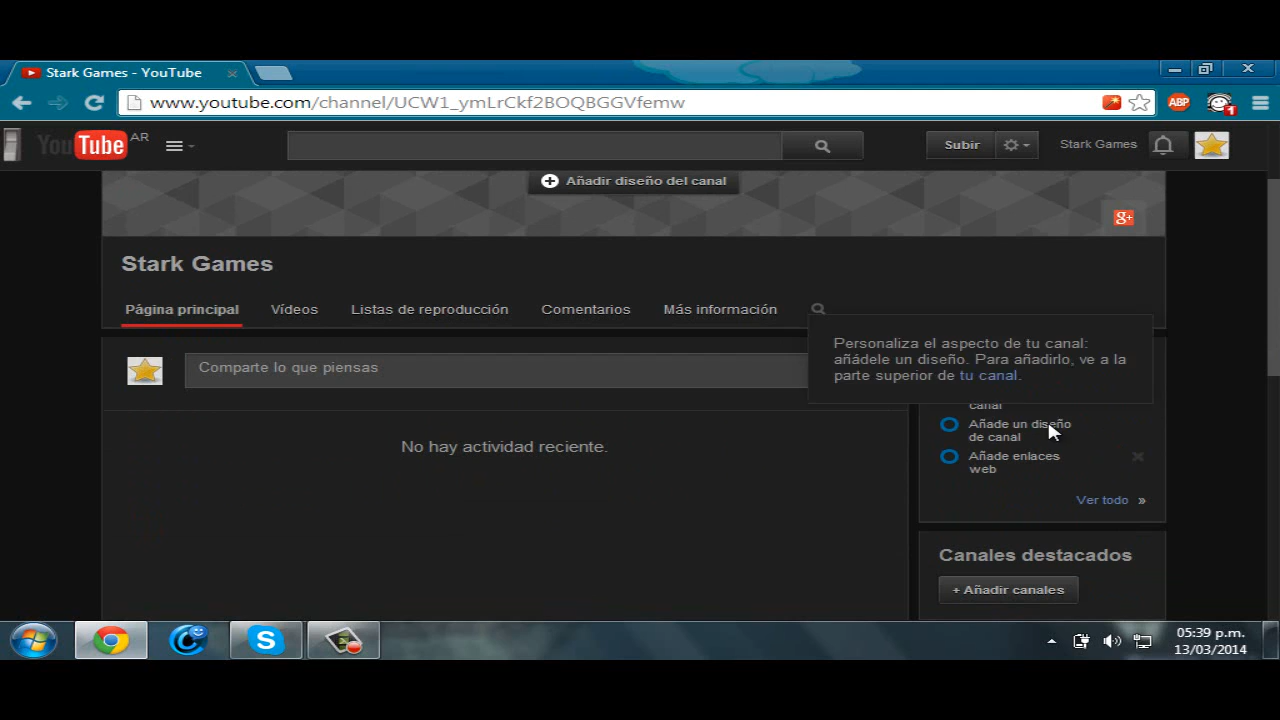 Stark Games - YouTube
www.youtube.com/channel/UCW1_ymLrCkf2BOQBGGVfemw
ABP
1
YouTube AR
Subir
Stark Games
Añadir diseño del canal
g+
Stark Games
Página principal
Vídeos
Listas de reproducción
Comentarios
Más información
Personaliza el aspecto de tu canal:
añádele un diseño. Para añadirlo, ve a la
parte superior de tu canal.
Comparte lo que piensas
canal
Añade un diseño
de canal
No hay actividad reciente.
Añade enlaces
web
Ver todo »
Canales destacados
+ Añadir canales
05:39 p.m.
13/03/2014